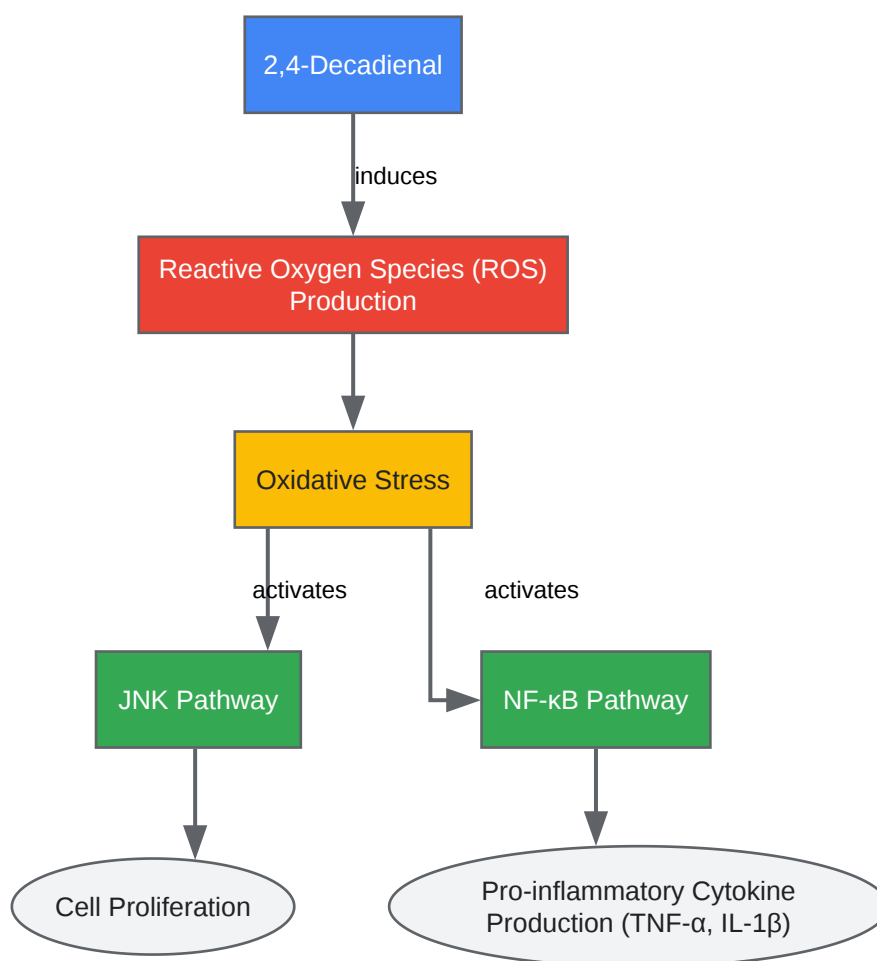 2,4-Decadienal
induces
Reactive Oxygen Species (ROS)
Production
Oxidative Stress
activates
activates
JNK Pathway
NF-κB Pathway
Cell Proliferation
Pro-inflammatory Cytokine
Production (TNF-α, IL-1β)